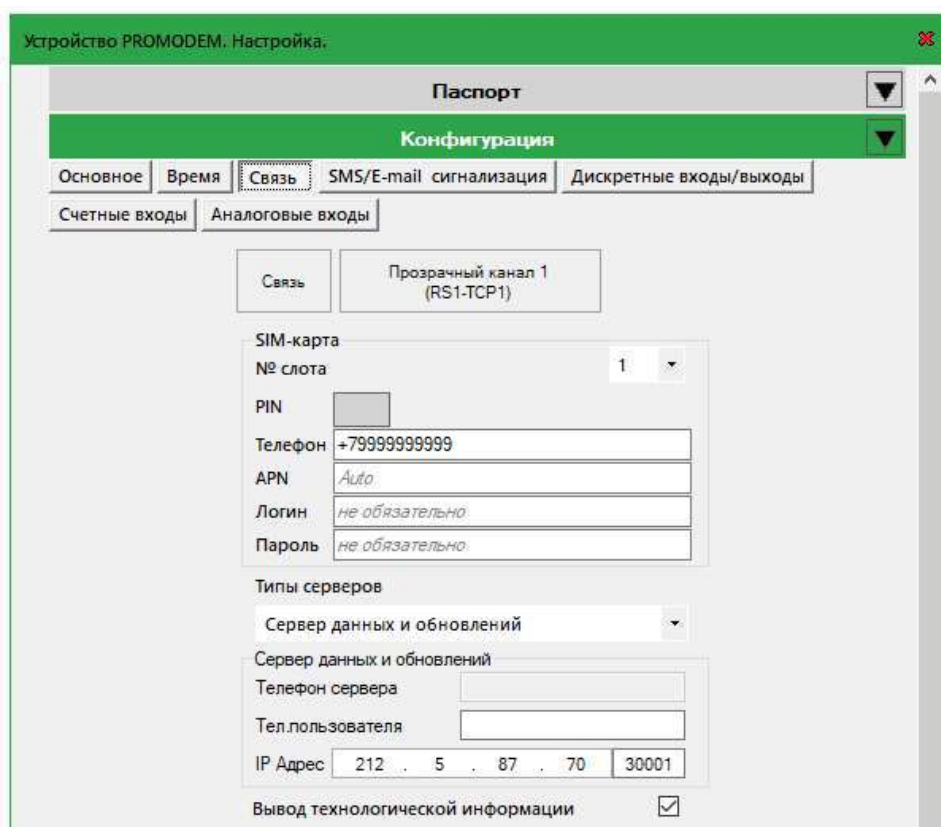 Устройство PROMODEM. Настройка.
Паспорт
Конфигурация
Основное Время Связь SMS/E-mail сигнализация Дискретные входы/выходы
Счетные входы Аналоговые входы
Связь
Прозрачный канал 1
(RS1-TCP1)
SIM-карта
№ слота 1
PIN
Телефон +79999999999
APN Auto
Логин не обязательно
Пароль не обязательно
Типы серверов
Сервер данных и обновлений
Сервер данных и обновлений
Телефон сервера
Тел.пользователя
IP Адрес 212 . 5 . 87 . 70 30001
Вывод технологической информации